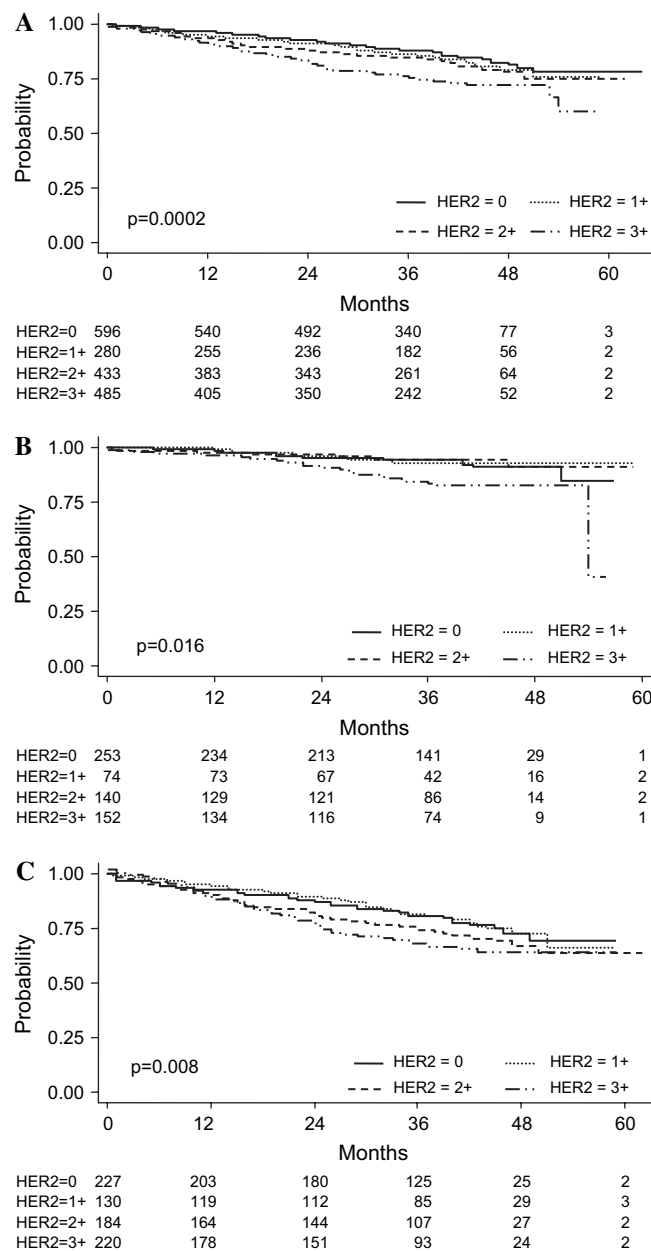 A
1.00
0.75
0.50
0.25
0.00
Probability
p=0.0002
HER2 = 0 HER2 = 1+
HER2 = 2+ HER2 = 3+
0 12 24 36 48 60
Months
HER2=0 596 540 492 340 77 3
HER2=1+ 280 255 236 182 56 2
HER2=2+ 433 383 343 261 64 2
HER2=3+ 485 405 350 242 52 2
B
1.00
0.75
0.50
0.25
0.00
Probability
p=0.016
HER2 = 0 HER2 = 1+
HER2 = 2+ HER2 = 3+
0 12 24 36 48 60
Months
HER2=0 253 234 213 141 29 1
HER2=1+ 74 73 67 42 16 2
HER2=2+ 140 129 121 86 14 2
HER2=3+ 152 134 116 74 9 1
C
1.00
0.75
0.50
0.25
0.00
Probability
p=0.008
HER2 = 0 HER2 = 1+
HER2 = 2+ HER2 = 3+
0 12 24 36 48 60
Months
HER2=0 227 203 180 125 25 2
HER2=1+ 130 119 112 85 29 3
HER2=2+ 184 164 144 107 27 2
HER2=3+ 220 178 151 93 24 2